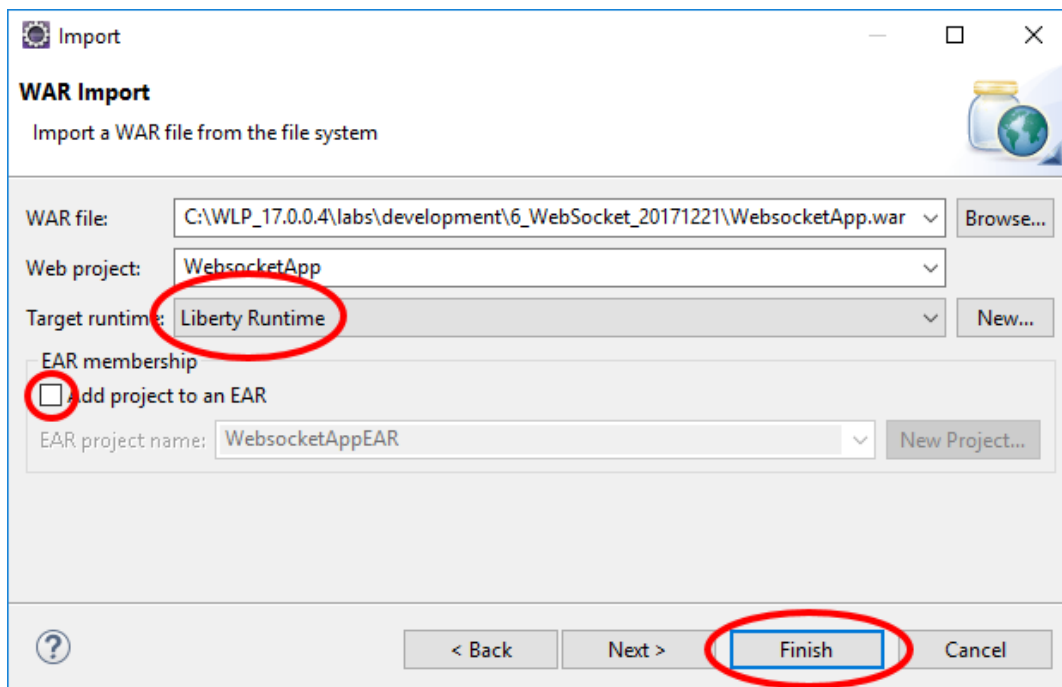 Import
WAR Import
Import a WAR file from the file system
WAR file: C:\WLP_17.0.0.4\labs\development\6_WebSocket_20171221\WebsocketApp.war Browse...
Web project: WebsocketApp
Target runtime: Liberty Runtime New...
EAR membership
Add project to an EAR
EAR project name: WebsocketAppEAR New Project...
? < Back Next > Finish Cancel